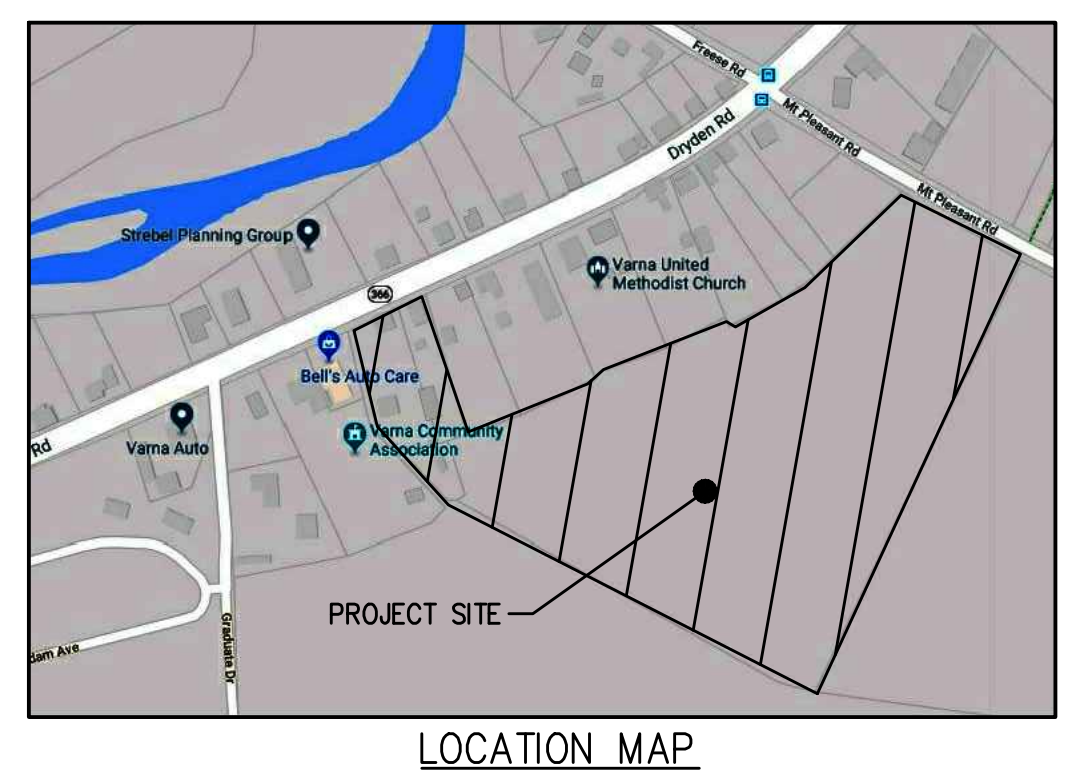 Freese Rd
Mt Pleasant Rd
Dryden Rd
Mt Pleasant Rd
Strebel Planning Group
Varna United
Methodist Church
366
Bell's Auto Care
Varna Community
Association
Varna Auto
Rd
PROJECT SITE
Graduate Dr
dam Ave
LOCATION MAP